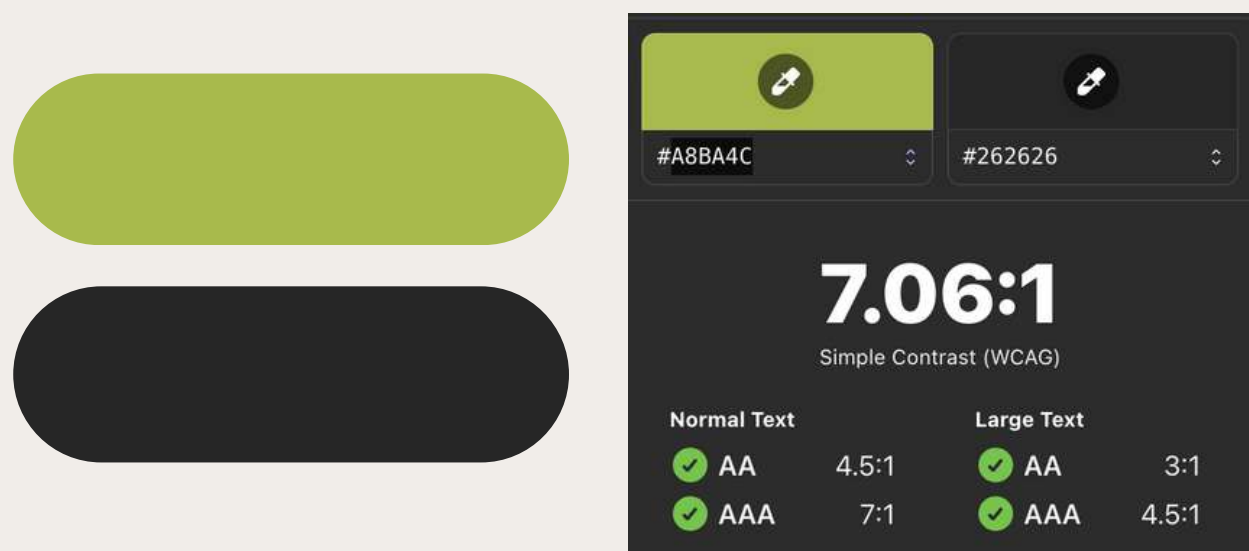 #A8BA4C #262626
7.06:1
Simple Contrast (WCAG)
Normal Text Large Text
AA 4.5:1 AA 3:1
AAA 7:1 AAA 4.5:1